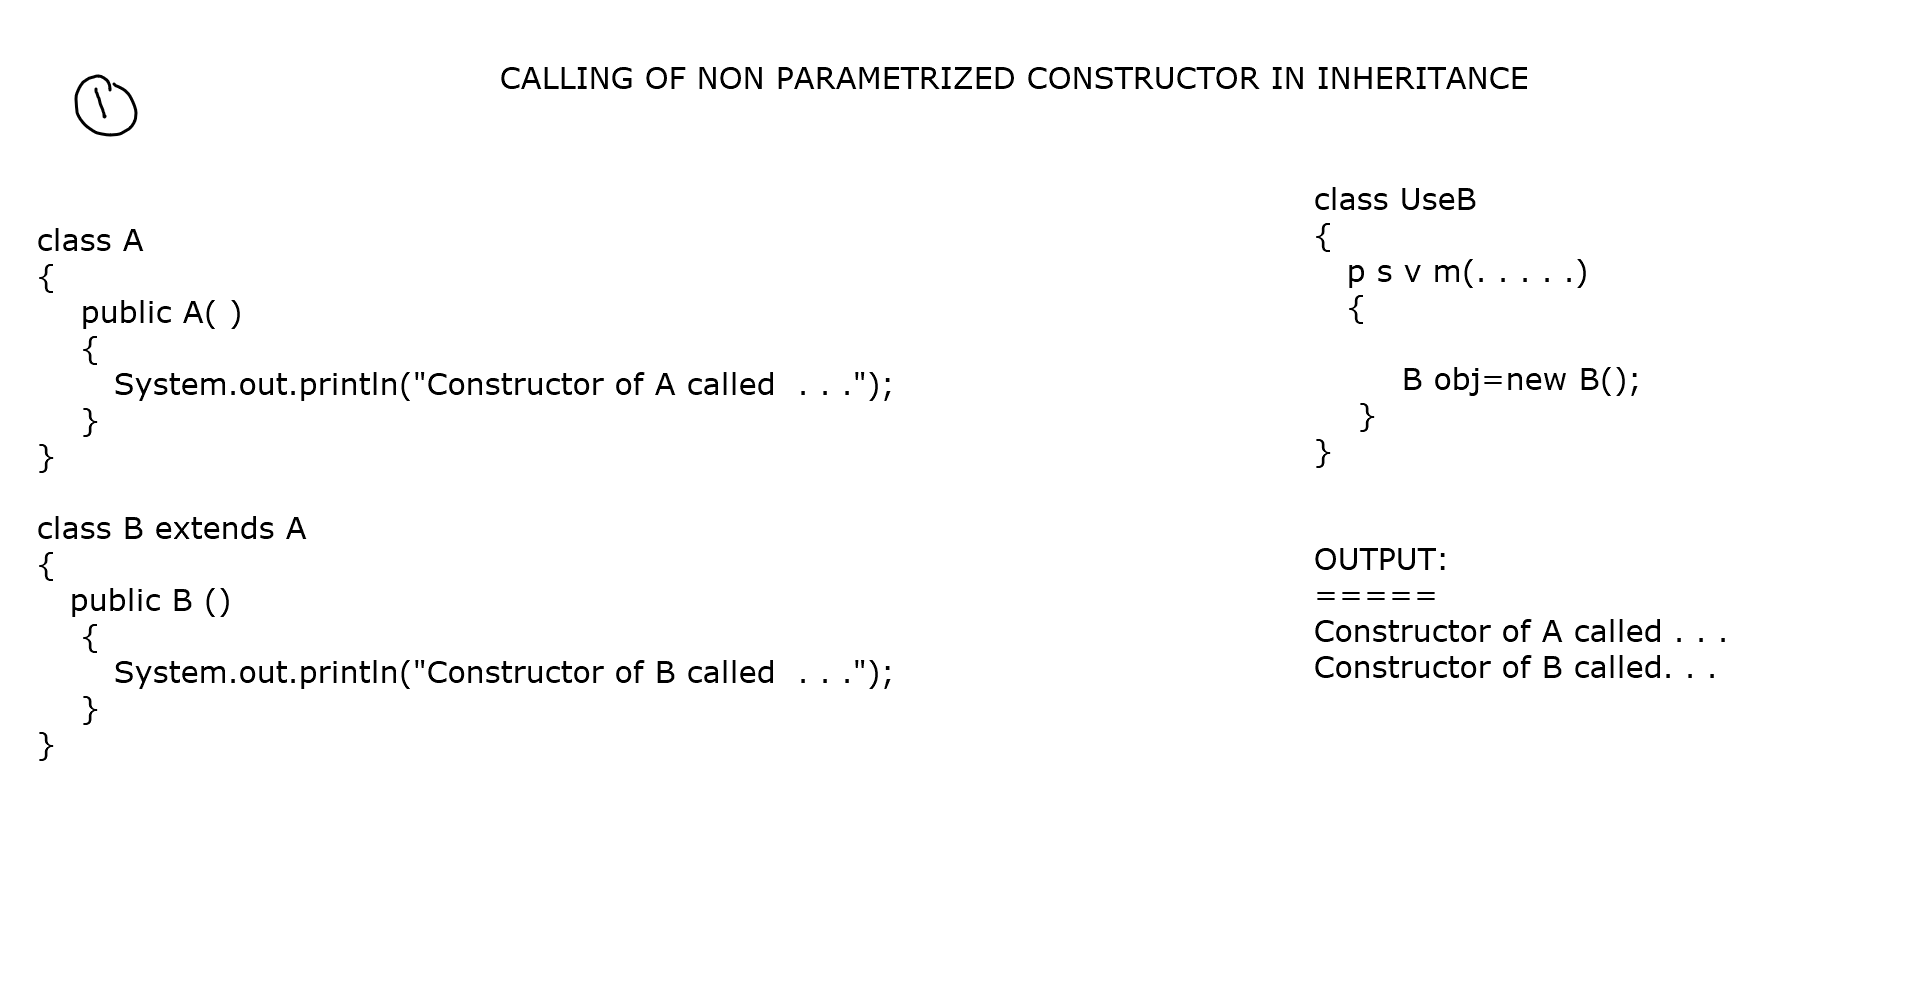 1
CALLING OF NON PARAMETRIZED CONSTRUCTOR IN INHERITANCE
class A
{
public A( )
{
System.out.println("Constructor of A called  . . .");
}
}
class B extends A
{
public B ()
{
System.out.println("Constructor of B called  . . .");
}
}
class UseB
{
p s v m(. . . . .)
{
B obj=new B();
}
}
OUTPUT:
=====
Constructor of A called . . .
Constructor of B called. . .